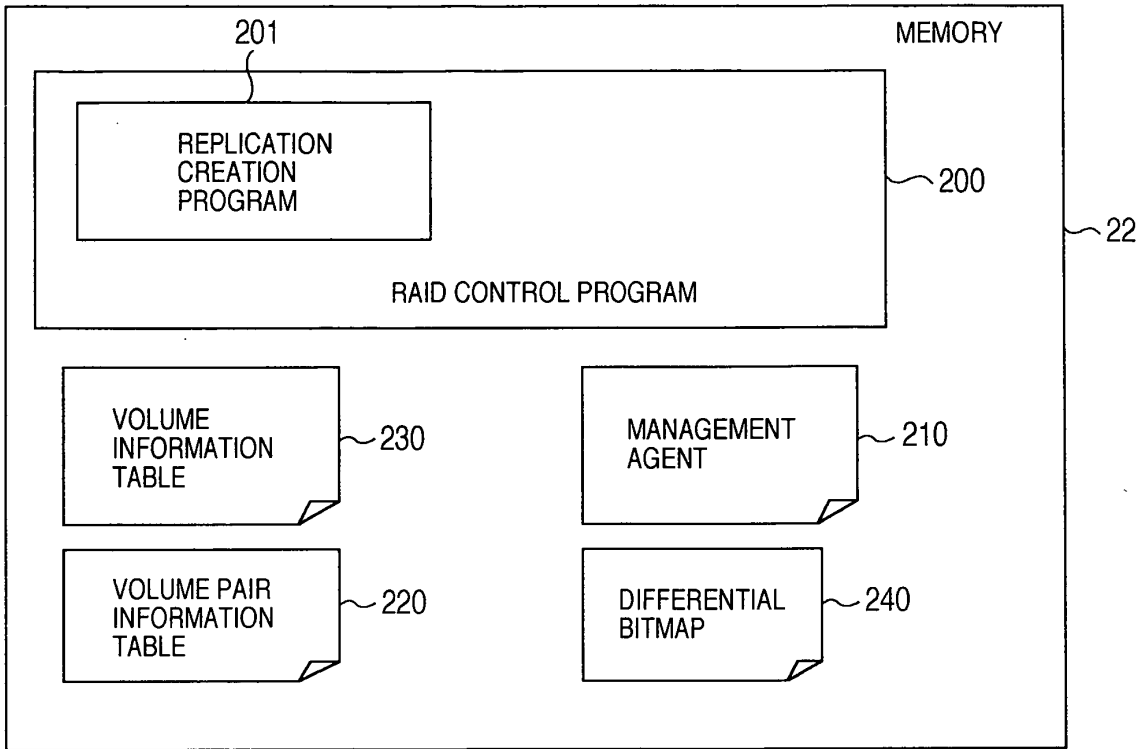 201
MEMORY
REPLICATION
CREATION
PROGRAM
200
22
RAID CONTROL PROGRAM
VOLUME
INFORMATION
TABLE
230
MANAGEMENT
AGENT
210
VOLUME PAIR
INFORMATION
TABLE
220
DIFFERENTIAL
BITMAP
240